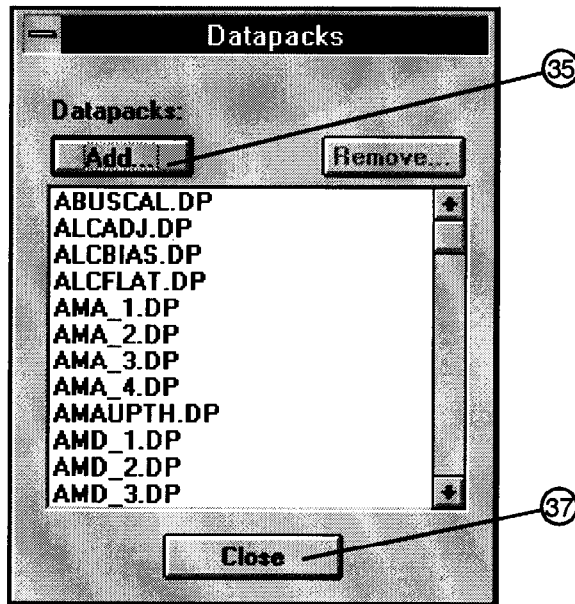 Datapacks
35
Datapacks:
Add...
Remove...
ABUSCAL.DP
ALCADJ.DP
ALCBIAS.DP
ALCFLAT.DP
AMA_1.DP
AMA_2.DP
AMA_3.DP
AMA_4.DP
AMAUPTH.DP
AMD_1.DP
AMD_2.DP
AMD_3.DP
37
Close